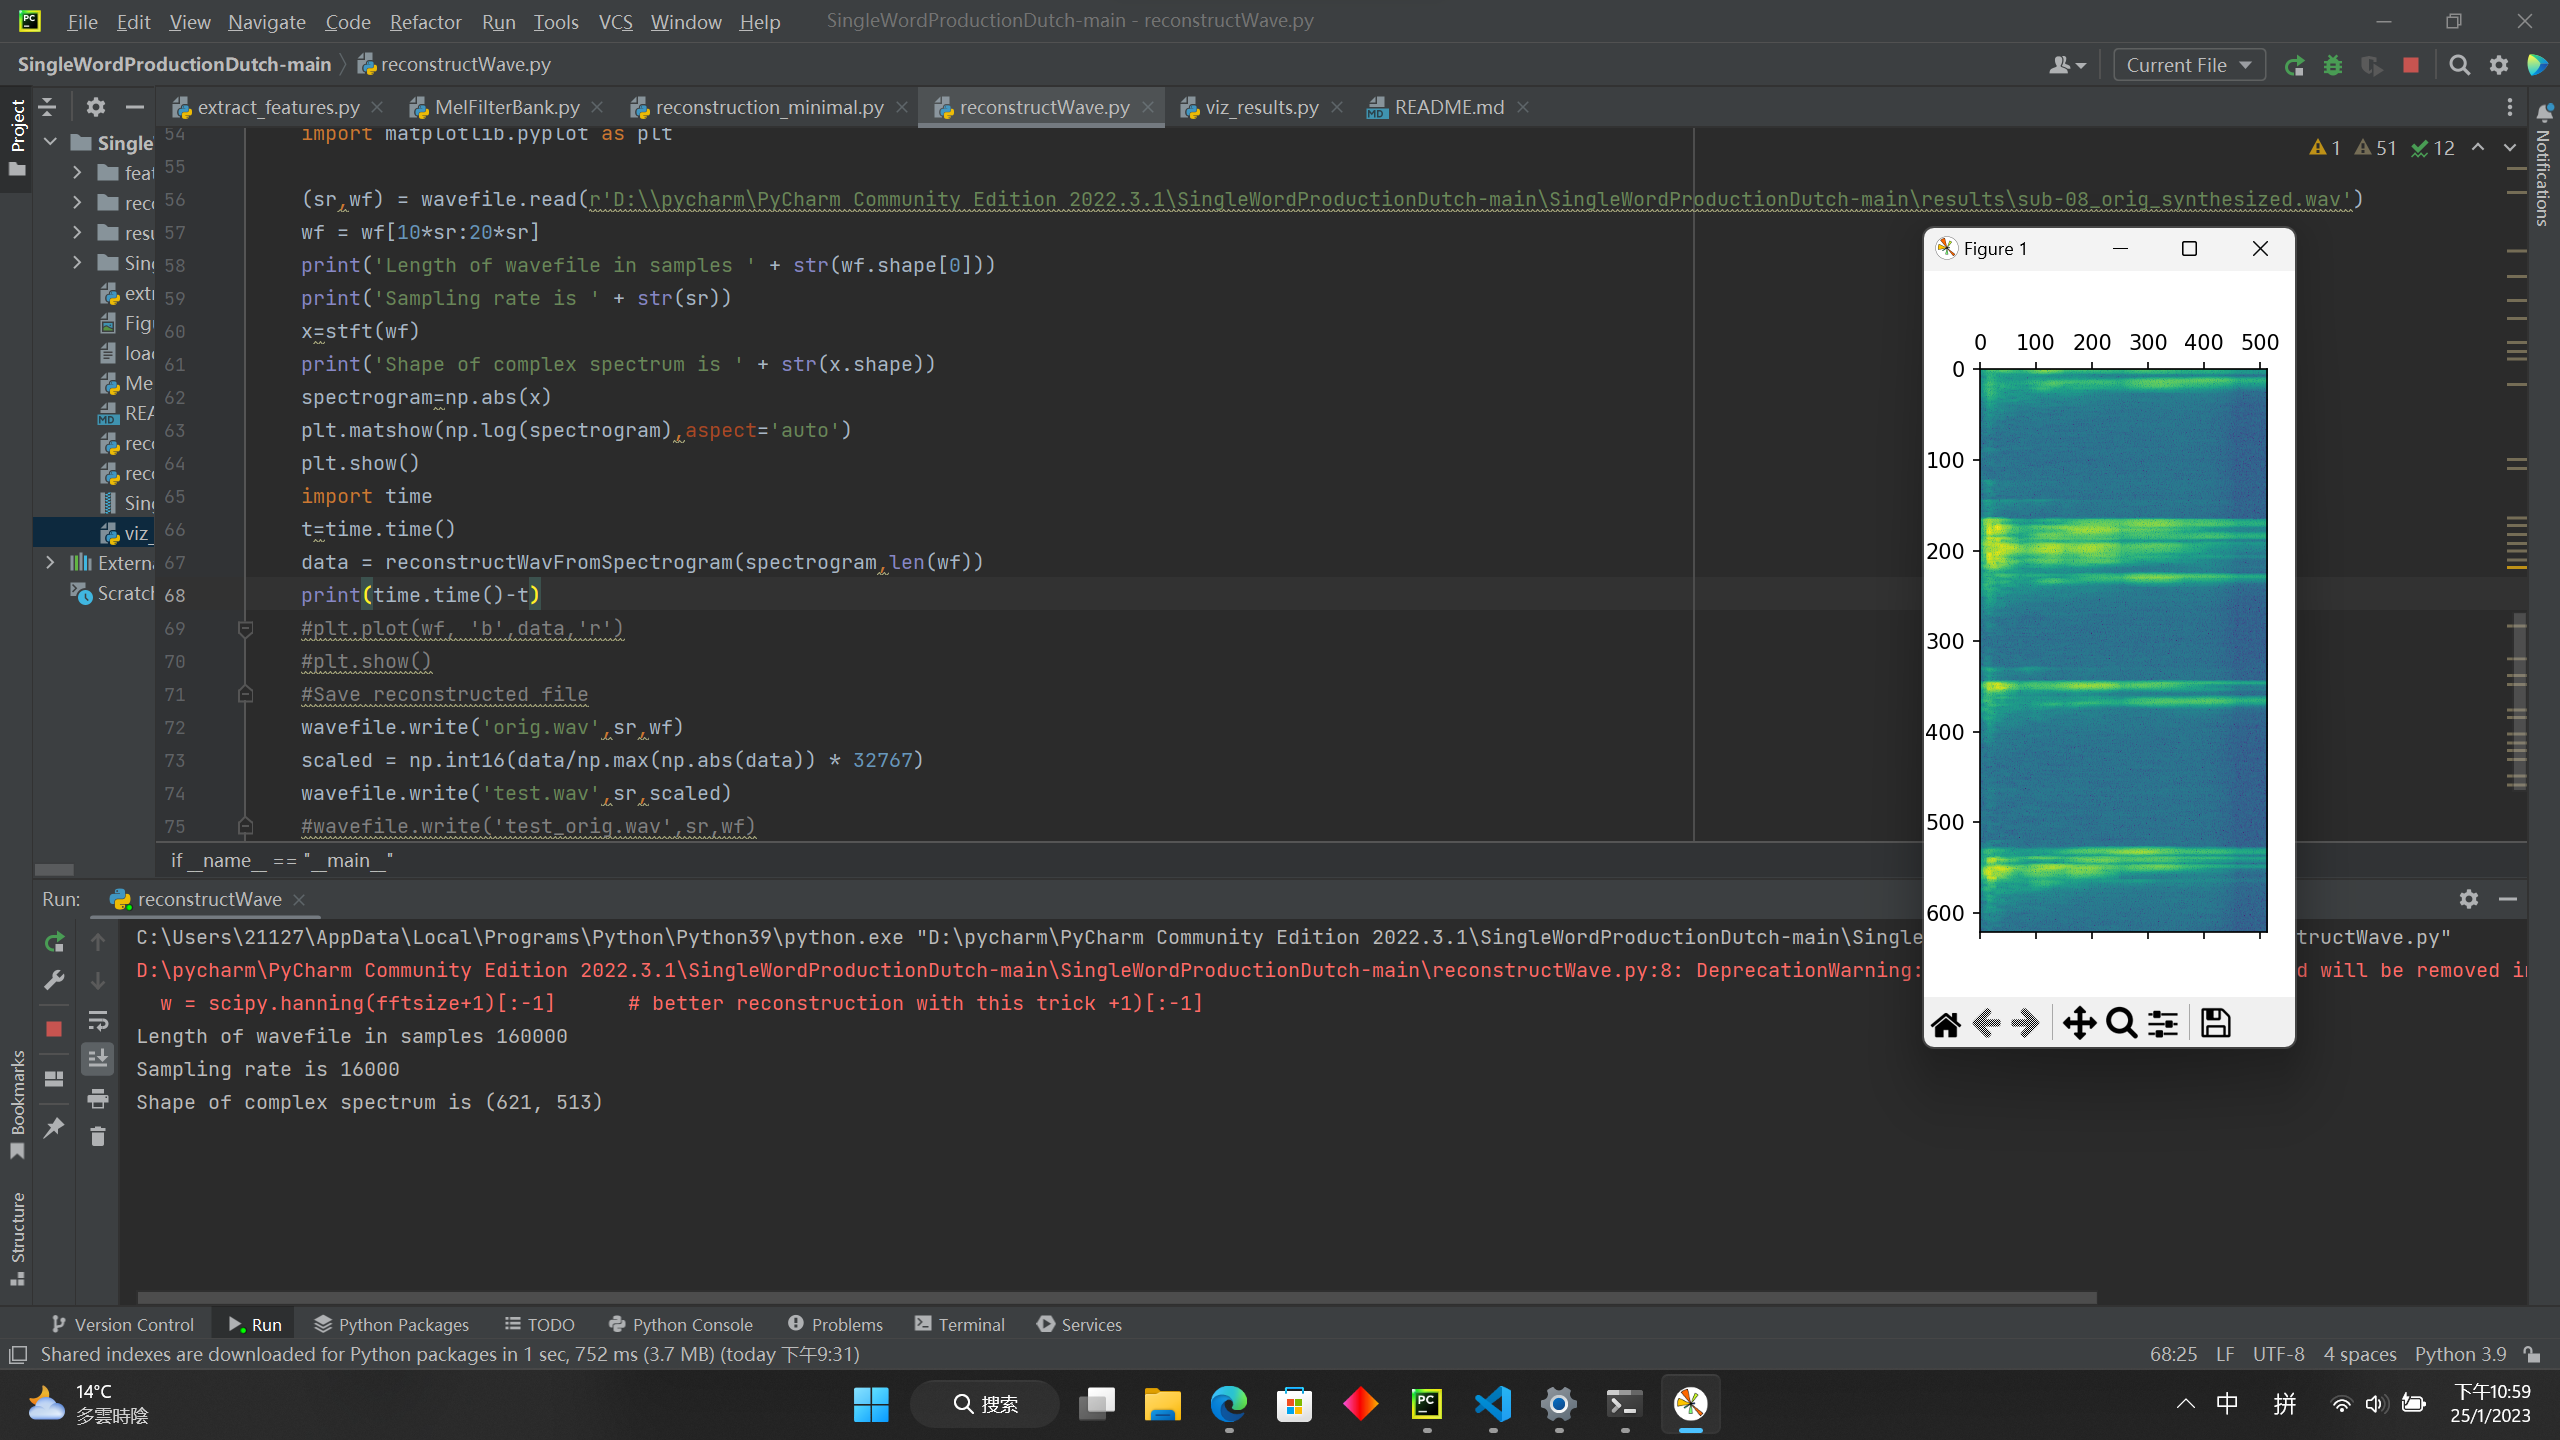 File Edit View Navigate Code Refactor Run Tools VCS Window Help SingleWordProductionDutch-main - reconstructWave.py
SingleWordProductionDutch-main reconstructWave.py Current File
Project extract_features.py MelFilterBank.py reconstruction_minimal.py reconstructWave.py viz_results.py README.md
Single
feat
reco
resu
Sing
extr
Figu
load
Me
REA
reco
reco
Sing
viz_
Externa
Scratch
1 51 12
Notifications
54 import matplotlib.pyplot as plt
55
56 (sr,wf) = wavefile.read(r'D:\\pycharm\PyCharm Community Edition 2022.3.1\SingleWordProductionDutch-main\SingleWordProductionDutch-main\results\sub-08_orig_synthesized.wav')
57 wf = wf[10*sr:20*sr]
58 print('Length of wavefile in samples ' + str(wf.shape[0]))
59 print('Sampling rate is ' + str(sr))
60 x=stft(wf)
61 print('Shape of complex spectrum is ' + str(x.shape))
62 spectrogram=np.abs(x)
63 plt.matshow(np.log(spectrogram),aspect='auto')
64 plt.show()
65 import time
66 t=time.time()
67 data = reconstructWavFromSpectrogram(spectrogram,len(wf))
68 print(time.time()-t)
69 #plt.plot(wf, 'b',data,'r')
70 #plt.show()
71 #Save reconstructed file
72 wavefile.write('orig.wav',sr,wf)
73 scaled = np.int16(data/np.max(np.abs(data)) * 32767)
74 wavefile.write('test.wav',sr,scaled)
75 #wavefile.write('test_orig.wav',sr,wf)
if __name__ == "__main__"
Figure 1
0 100 200 300 400 500
0
100
200
300
400
500
600
Run: reconstructWave
C:\Users\21127\AppData\Local\Programs\Python\Python39\python.exe "D:\pycharm\PyCharm Community Edition 2022.3.1\SingleWordProductionDutch-main\Single tructWave.py"
D:\pycharm\PyCharm Community Edition 2022.3.1\SingleWordProductionDutch-main\SingleWordProductionDutch-main\reconstructWave.py:8: DeprecationWarning: d will be removed in
w = scipy.hanning(fftsize+1)[:-1] # better reconstruction with this trick +1)[:-1]
Length of wavefile in samples 160000
Sampling rate is 16000
Shape of complex spectrum is (621, 513)
Bookmarks
Structure
Version Control Run Python Packages TODO Python Console Problems Terminal Services
Shared indexes are downloaded for Python packages in 1 sec, 752 ms (3.7 MB) (today 下午9:31) 68:25 LF UTF-8 4 spaces Python 3.9
14°C
多雲時陰
搜索
中 拼
下午10:59
25/1/2023